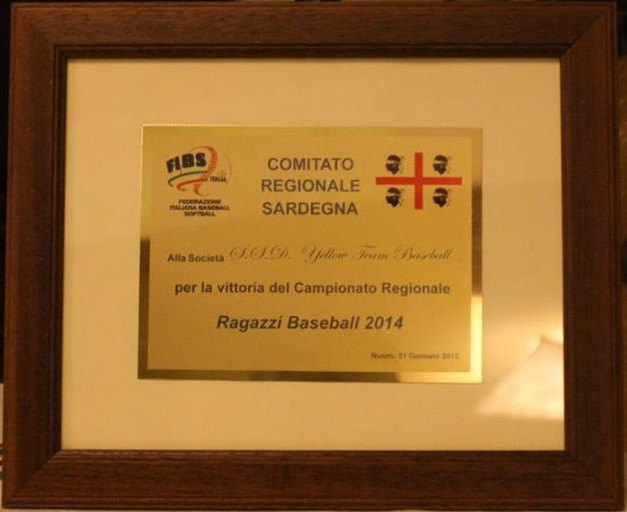 FIBS
ITALIA
FEDERAZIONE
ITALIANA BASEBALL
SOFTBALL
COMITATO
REGIONALE
SARDEGNA
Alla Società S.S.D. Yellow Team Baseball
per la vittoria del Campionato Regionale
Ragazzi Baseball 2014
Nuoro, 31 Gennaio 2015